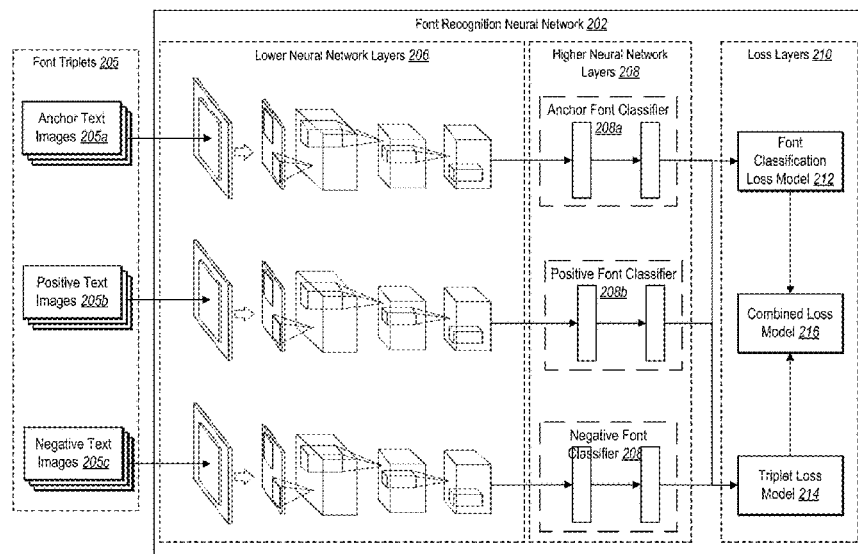 Font Recognition Neural Network 202
Font Triplets 205
Lower Neural Network Layers 206
Higher Neural Network
Layers 208
Loss Layers 210
Anchor Text
Images 205a
Anchor Font Classifier
208a
Font
Classification
Loss Model 212
Positive Text
Images 205b
Positive Font Classifier
208b
Combined Loss
Model 216
Negative Text
Images 205c
Negative Font
Classifier 208
Triplet Loss
Model 214